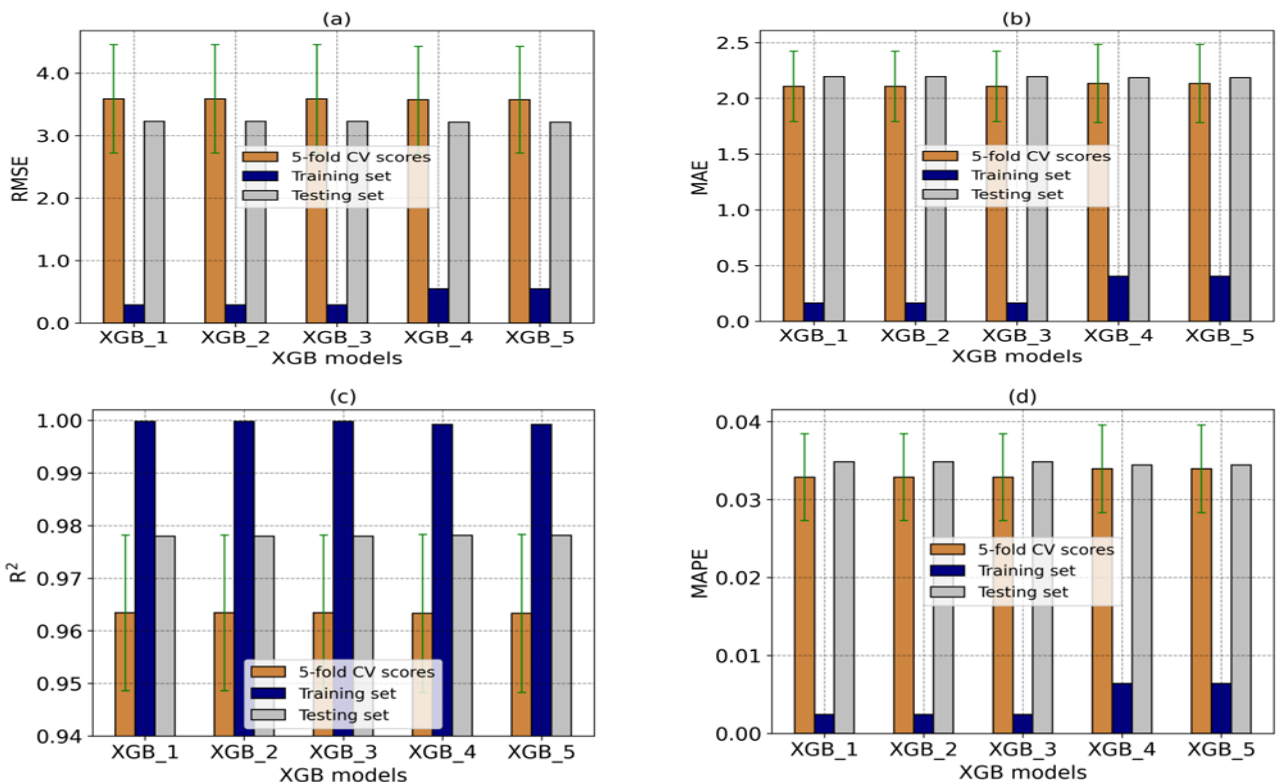 (a)
RMSE
4.0
3.0
2.0
1.0
0.0
5-fold CV scores
Training set
Testing set
XGB_1 XGB_2 XGB_3 XGB_4 XGB_5
XGB models
(b)
MAE
2.5
2.0
1.5
1.0
0.5
0.0
5-fold CV scores
Training set
Testing set
XGB_1 XGB_2 XGB_3 XGB_4 XGB_5
XGB models
(c)
R²
1.00
0.99
0.98
0.97
0.96
0.95
0.94
5-fold CV scores
Training set
Testing set
XGB_1 XGB_2 XGB_3 XGB_4 XGB_5
XGB models
(d)
MAPE
0.04
0.03
0.02
0.01
0.00
5-fold CV scores
Training set
Testing set
XGB_1 XGB_2 XGB_3 XGB_4 XGB_5
XGB models